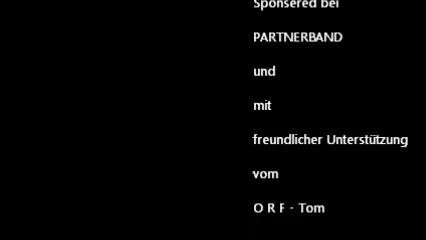 Sponsered bei
PARTNERBAND
und
mit
freundlicher Unterstützung
vom
O R F - Tom